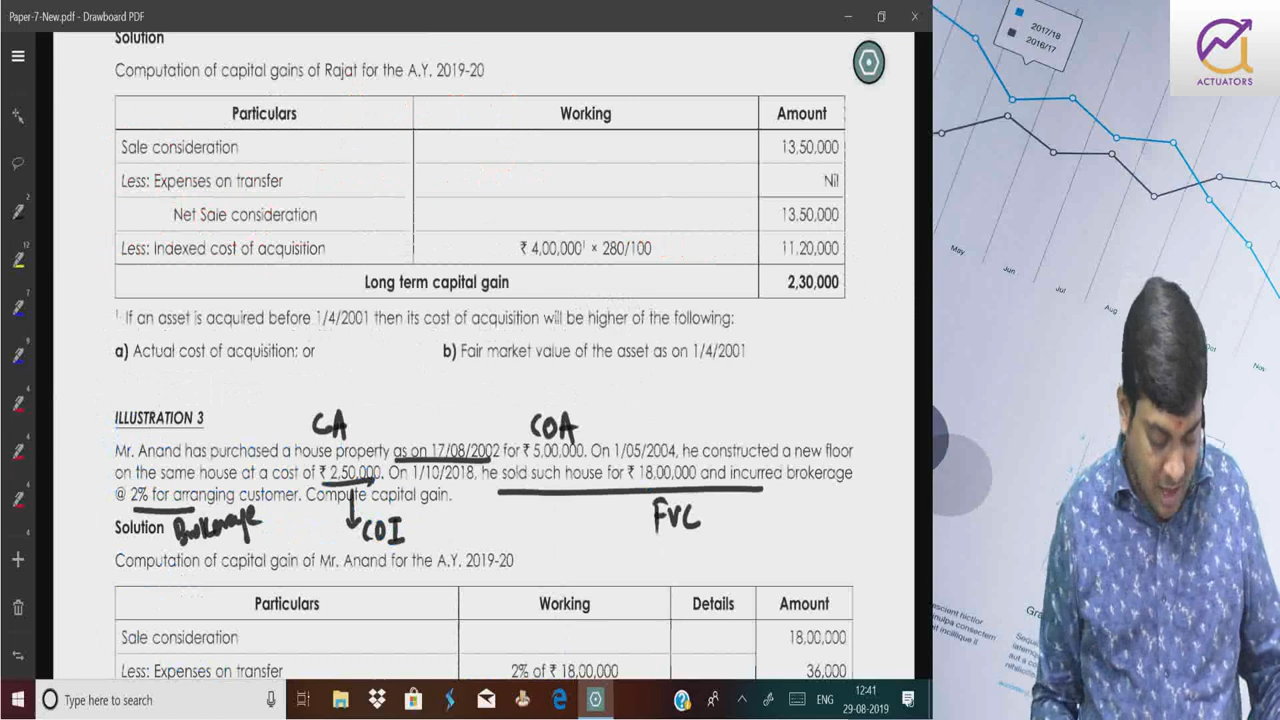 Paper-7-New.pdf - Drawboard PDF
2017/18
2016/17
ACTUATORS
Solution
Computation of capital gains of Rajat for the A.Y. 2019-20
Particulars Working Amount
Sale consideration 13,50,000
Less: Expenses on transfer Nil
Net Sale consideration 13,50,000
Less: Indexed cost of acquisition ₹ 4,00,000¹ × 280/100 11,20,000
Long term capital gain 2,30,000
¹ If an asset is acquired before 1/4/2001 then its cost of acquisition will be higher of the following:
a) Actual cost of acquisition; or b) Fair market value of the asset as on 1/4/2001
May
Jun
Jul
Aug
Oct
Nov
ILLUSTRATION 3
CA COA
Mr. Anand has purchased a house property as on 17/08/2002 for ₹ 5,00,000. On 1/05/2004, he constructed a new floor
on the same house at a cost of ₹ 2,50,000. On 1/10/2018, he sold such house for ₹ 18,00,000 and incurred brokerage
@ 2% for arranging customer. Compute capital gain.
Solution Brokerage COI FVC
Computation of capital gain of Mr. Anand for the A.Y. 2019-20
Particulars Working Details Amount
Sale consideration 18,00,000
Less: Expenses on transfer 2% of ₹ 18,00,000 36,000
Type here to search
ENG
12:41
29-08-2019